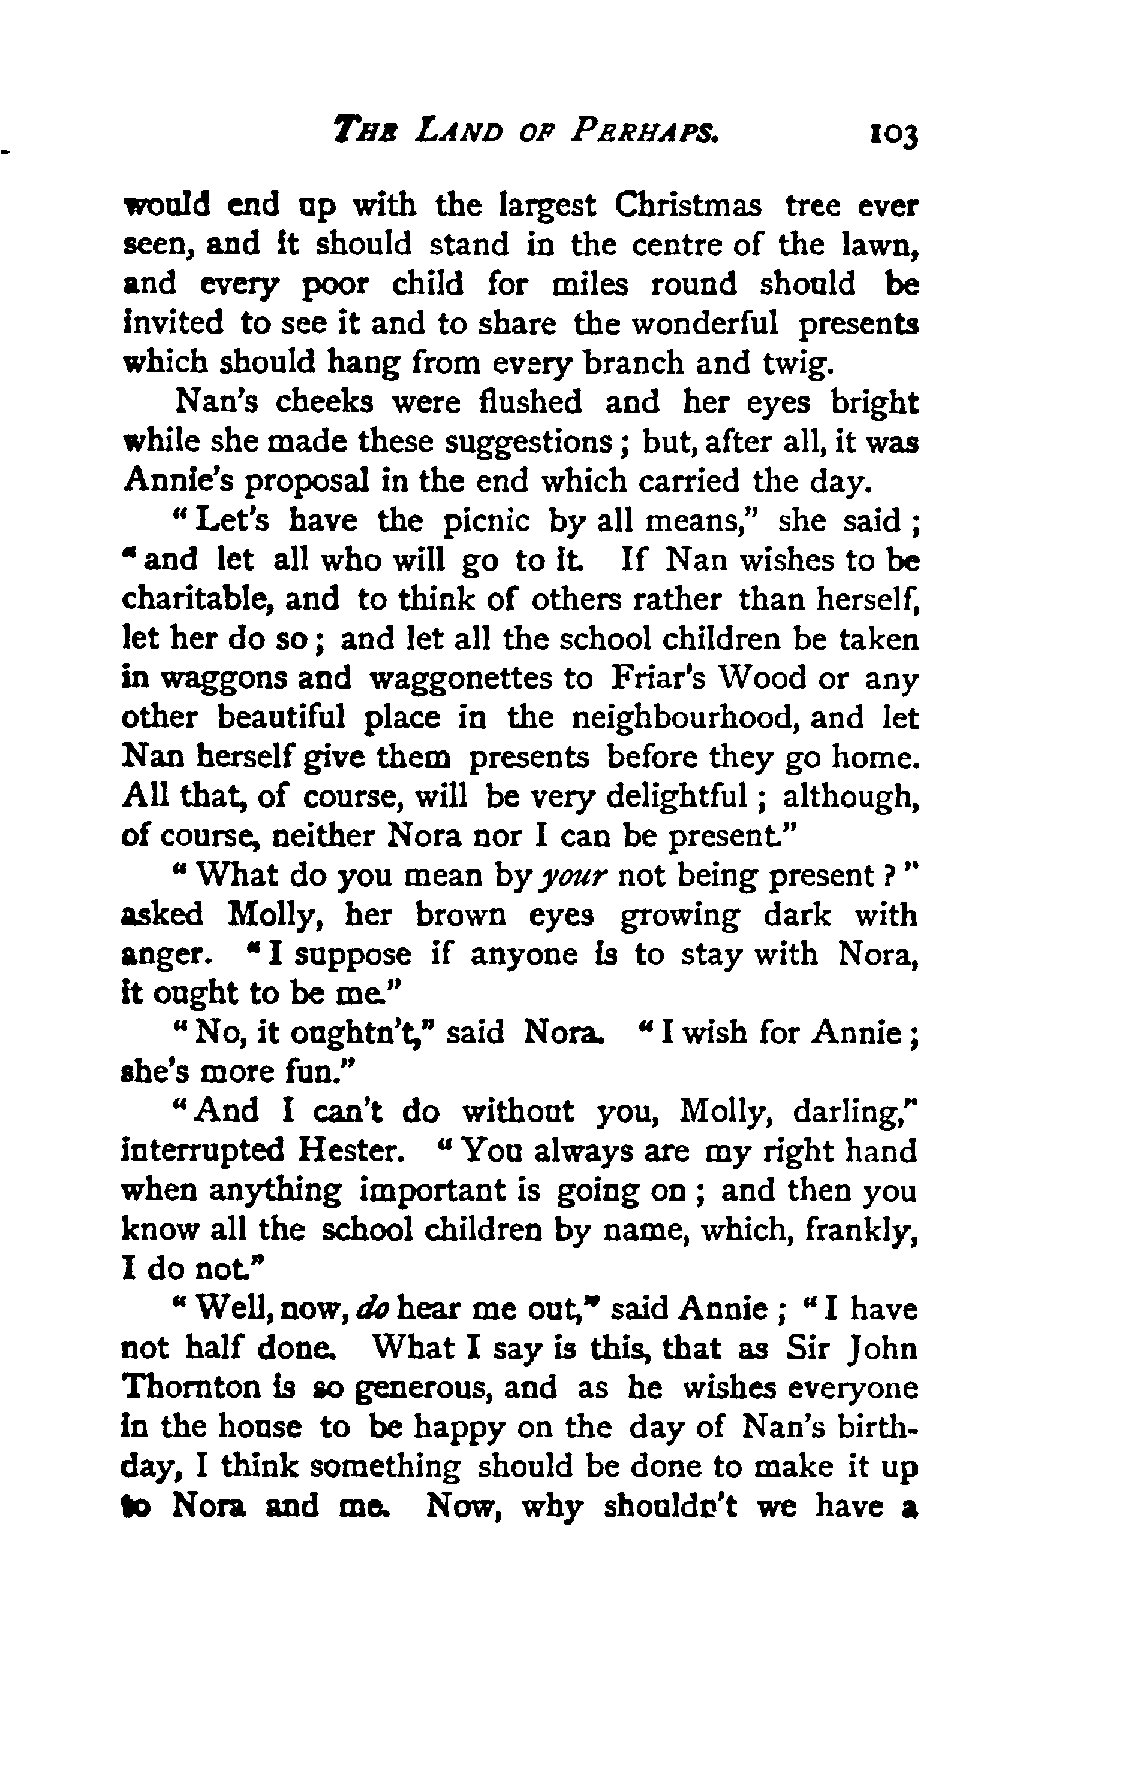 THE LAND OF PERHAPS. 103
would end up with the largest Christmas tree ever
seen, and it should stand in the centre of the lawn,
and every poor child for miles round should be
invited to see it and to share the wonderful presents
which should hang from every branch and twig.
Nan's cheeks were flushed and her eyes bright
while she made these suggestions; but, after all, it was
Annie's proposal in the end which carried the day.
"Let's have the picnic by all means," she said;
"and let all who will go to it. If Nan wishes to be
charitable, and to think of others rather than herself,
let her do so; and let all the school children be taken
in waggons and waggonettes to Friar's Wood or any
other beautiful place in the neighbourhood, and let
Nan herself give them presents before they go home.
All that, of course, will be very delightful; although,
of course, neither Nora nor I can be present."
"What do you mean by your not being present?"
asked Molly, her brown eyes growing dark with
anger. "I suppose if anyone is to stay with Nora,
it ought to be me."
"No, it oughtn't," said Nora. "I wish for Annie;
she's more fun."
"And I can't do without you, Molly, darling,"
interrupted Hester. "You always are my right hand
when anything important is going on; and then you
know all the school children by name, which, frankly,
I do not."
"Well, now, do hear me out," said Annie; "I have
not half done. What I say is this, that as Sir John
Thornton is so generous, and as he wishes everyone
in the house to be happy on the day of Nan's birth-
day, I think something should be done to make it up
to Nora and me. Now, why shouldn't we have a